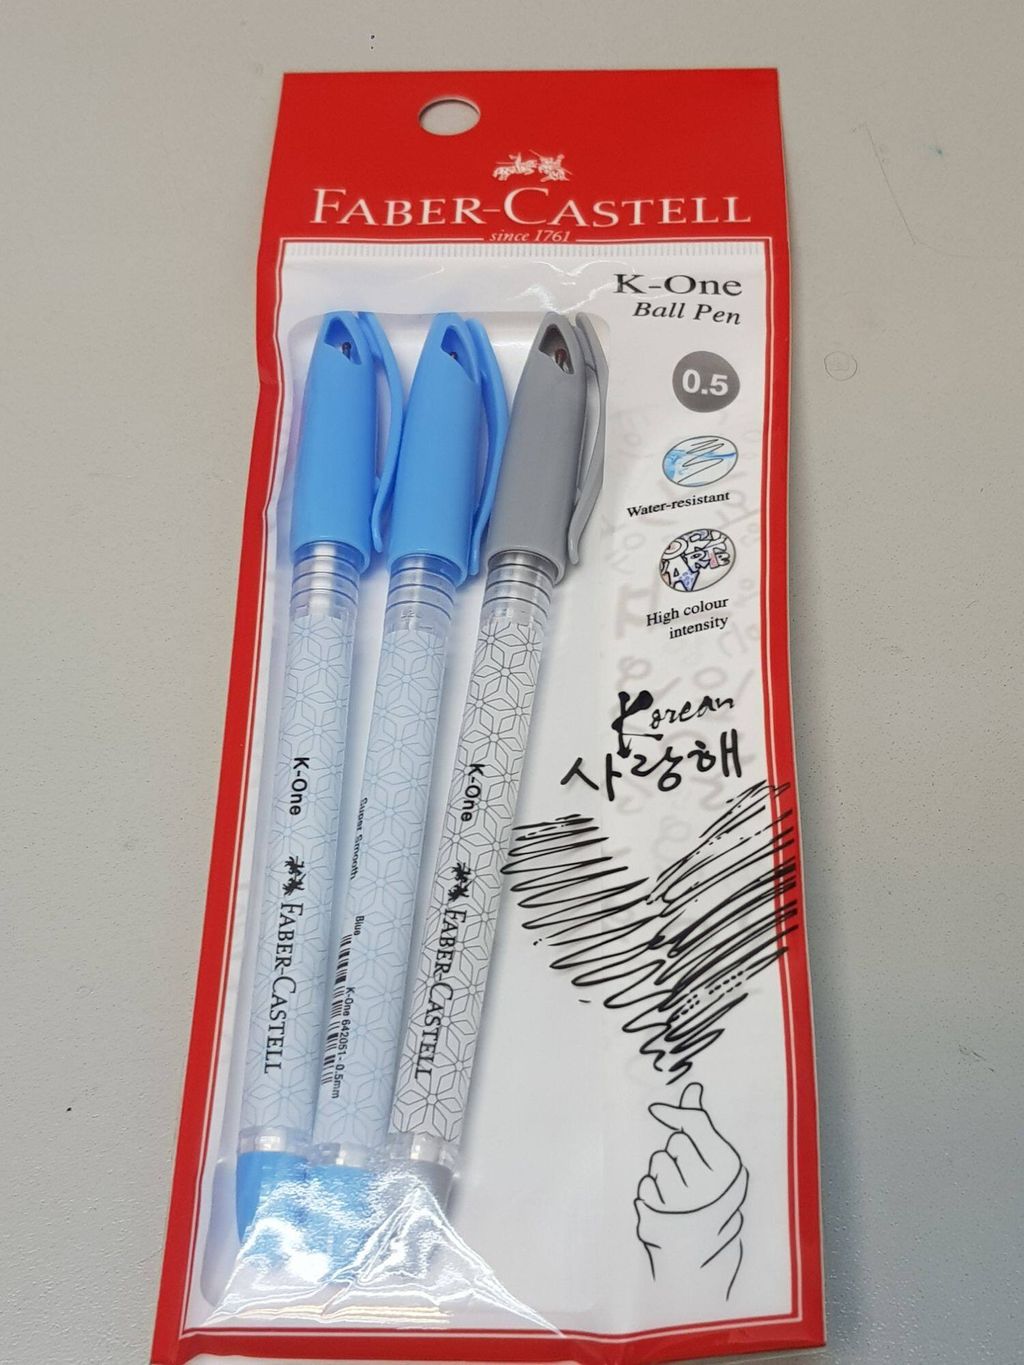 FABER-CASTELL
since 1761
K-One
Ball Pen
0.5
Water-resistant
ART
High colour
intensity
Korean
사랑해
K-One
FABER-CASTELL
Super Smooth
Blue
K-One 642051- 0.5mm
K-One
FABER-CASTELL